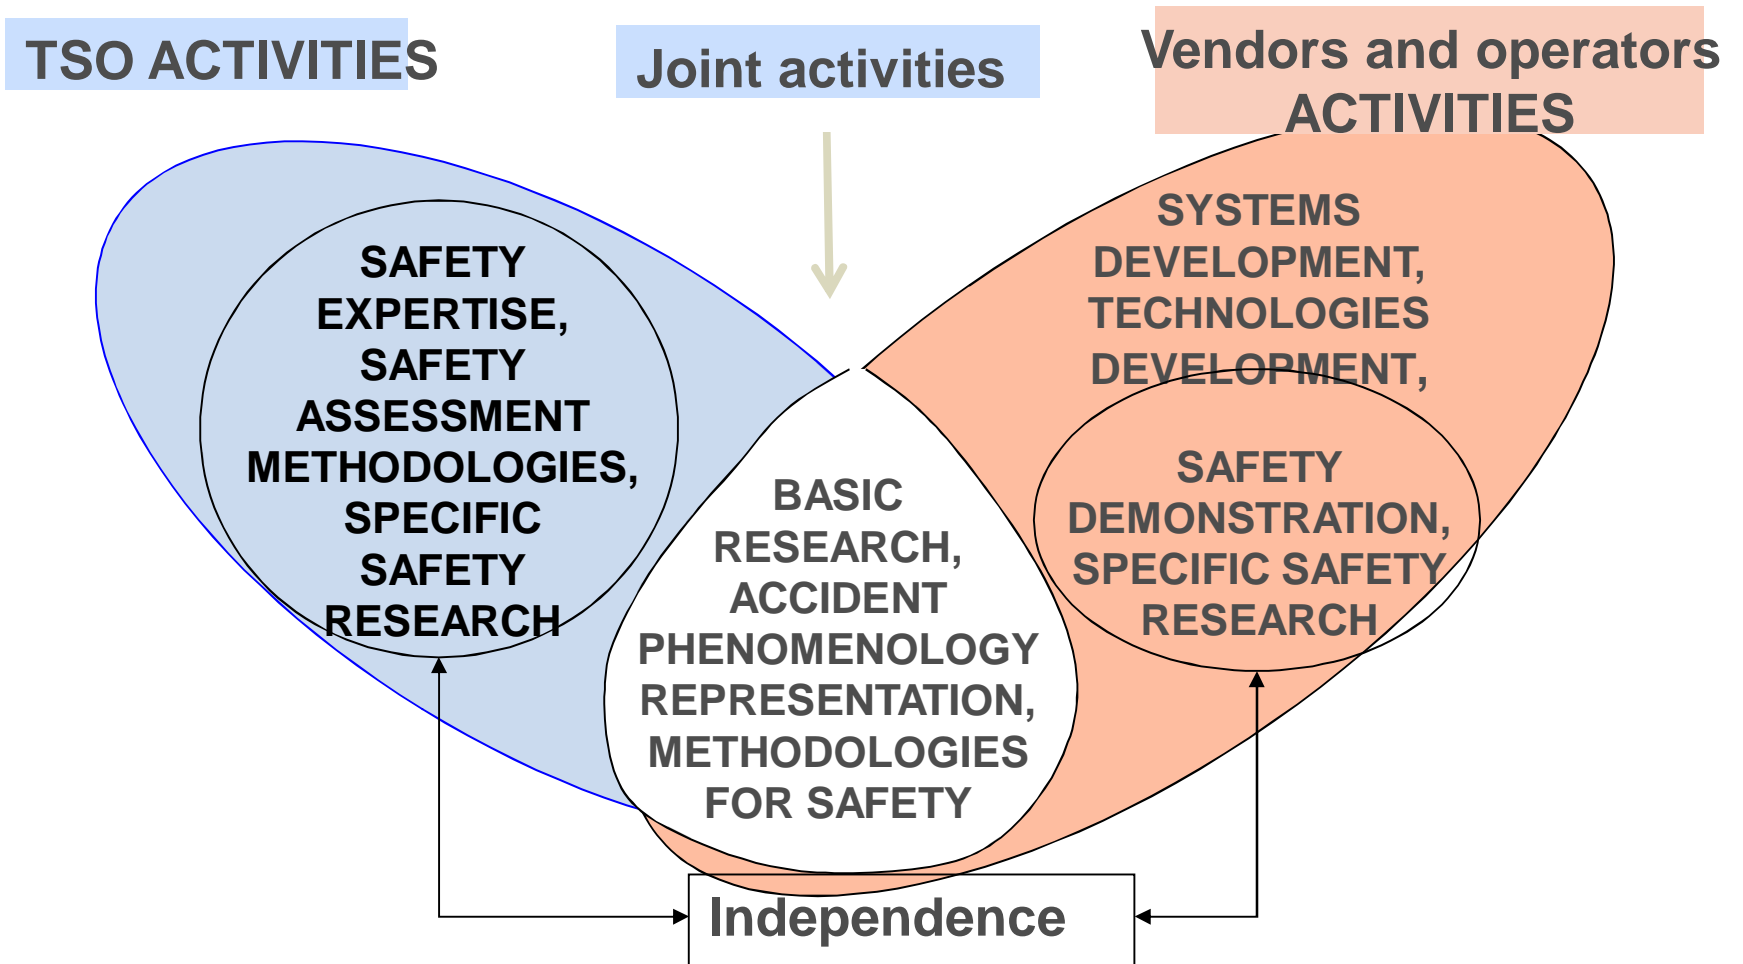 TSO ACTIVITIES
Joint activities
Vendors and operators
ACTIVITIES
SAFETY
EXPERTISE,
SAFETY
ASSESSMENT
METHODOLOGIES,
SPECIFIC
SAFETY
RESEARCH
BASIC
RESEARCH,
ACCIDENT
PHENOMENOLOGY
REPRESENTATION,
METHODOLOGIES
FOR SAFETY
SYSTEMS
DEVELOPMENT,
TECHNOLOGIES
DEVELOPMENT,
SAFETY
DEMONSTRATION,
SPECIFIC SAFETY
RESEARCH
Independence